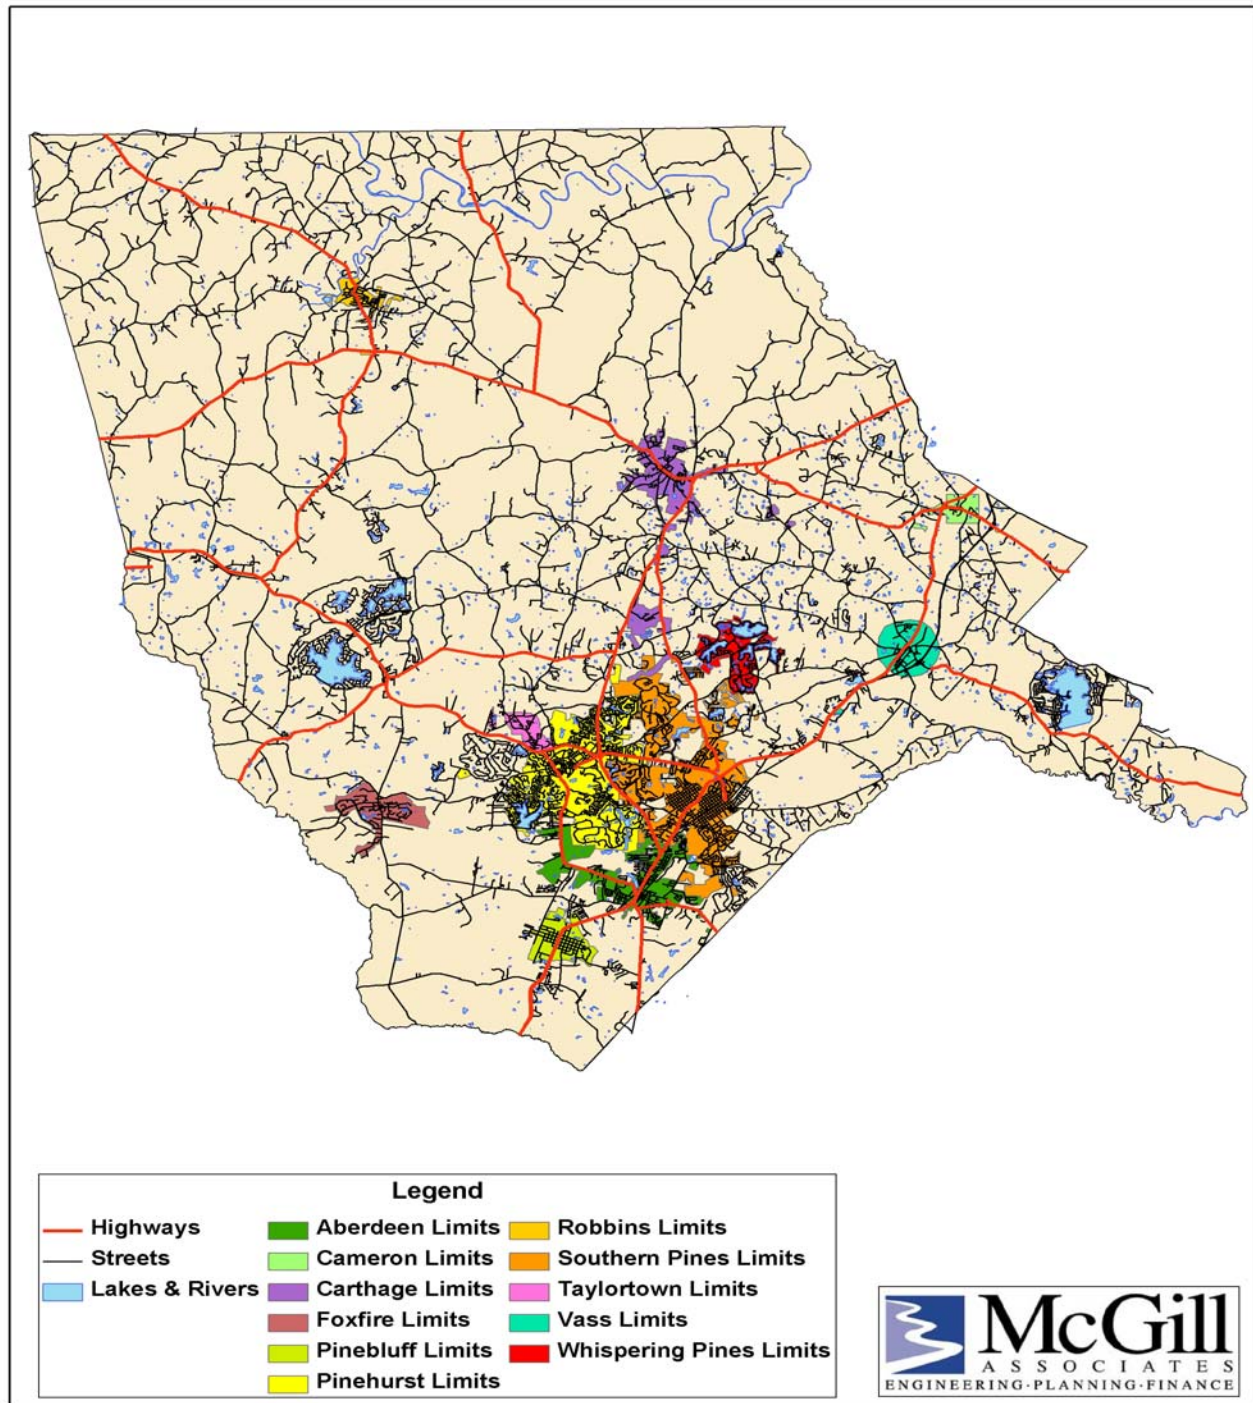 Legend
Highways
Streets
Lakes & Rivers
Aberdeen Limits
Cameron Limits
Carthage Limits
Foxfire Limits
Pinebluff Limits
Pinehurst Limits
Robbins Limits
Southern Pines Limits
Taylortown Limits
Vass Limits
Whispering Pines Limits
McGill
ASSOCIATES
ENGINEERING·PLANNING·FINANCE